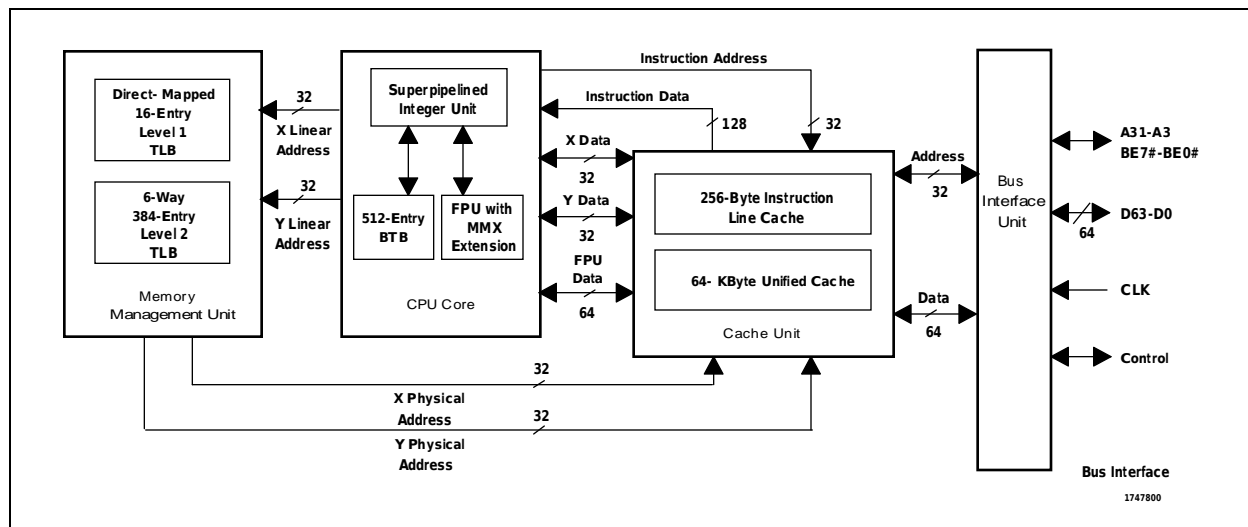 Direct- Mapped
16-Entry
Level 1
TLB
6-Way
384-Entry
Level 2
TLB
Memory
Management Unit
32
X Linear
Address
32
Y Linear
Address
Superpipelined
Integer Unit
512-Entry
BTB
FPU with
MMX
Extension
CPU Core
Instruction Address
Instruction Data
128
32
X Data
32
Y Data
32
FPU
Data
64
256-Byte Instruction
Line Cache
64- KByte Unified Cache
Cache Unit
32
X Physical
Address
32
Y Physical
Address
Address
32
Data
64
Bus
Interface
Unit
A31-A3
BE7#-BE0#
D63-D0
64
CLK
Control
Bus Interface
1747800